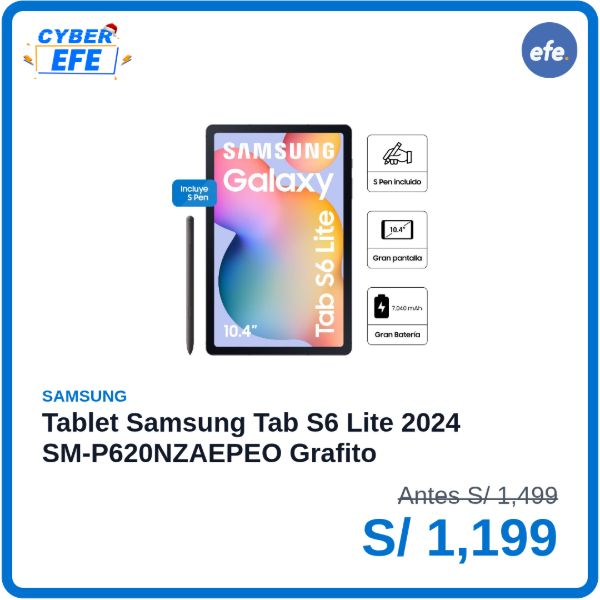 CYBER
EFE
efe.
Incluye
S Pen
SAMSUNG
Galaxy
Tab S6 Lite
10.4"
S Pen incluido
10.4"
Gran pantalla
7,040 mAh
Gran Batería
SAMSUNG
Tablet Samsung Tab S6 Lite 2024
SM-P620NZAEPEO Grafito
Antes S/ 1,499
S/ 1,199